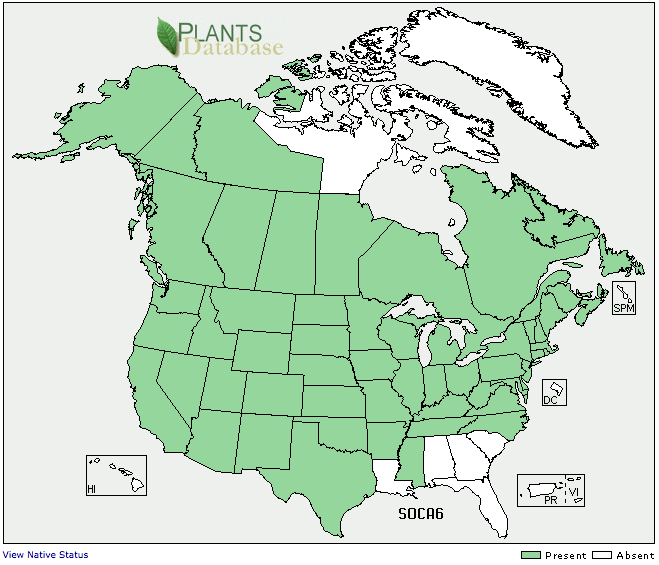 PLANTS
Database
SPM
DC
HI
PR
VI
SOCA6
View Native Status
Present
Absent